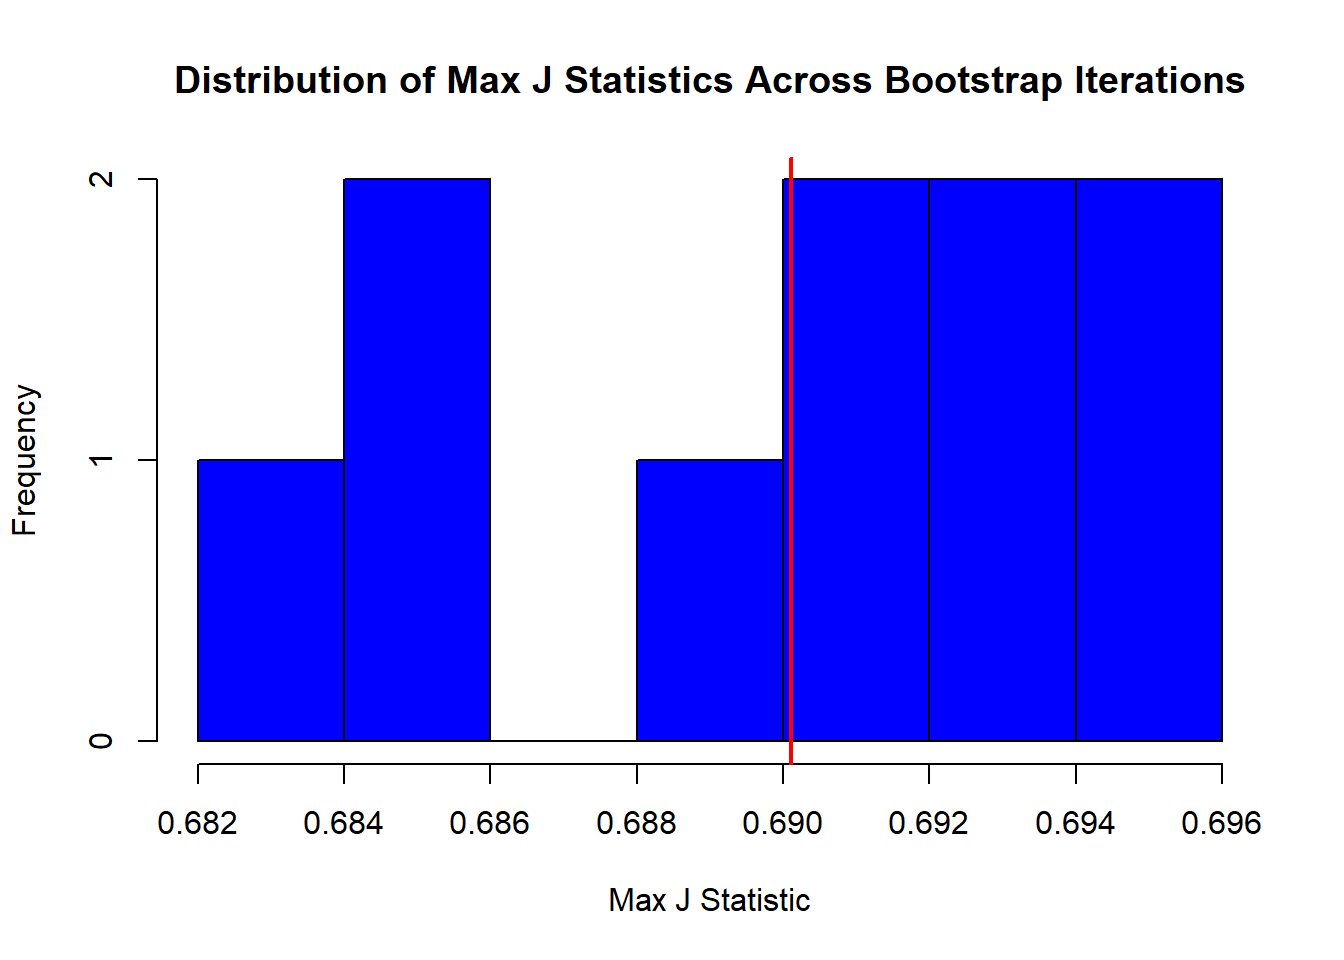 Distribution of Max J Statistics Across Bootstrap Iterations
2
1
0
Frequency
0.682 0.684 0.686 0.688 0.690 0.692 0.694 0.696
Max J Statistic